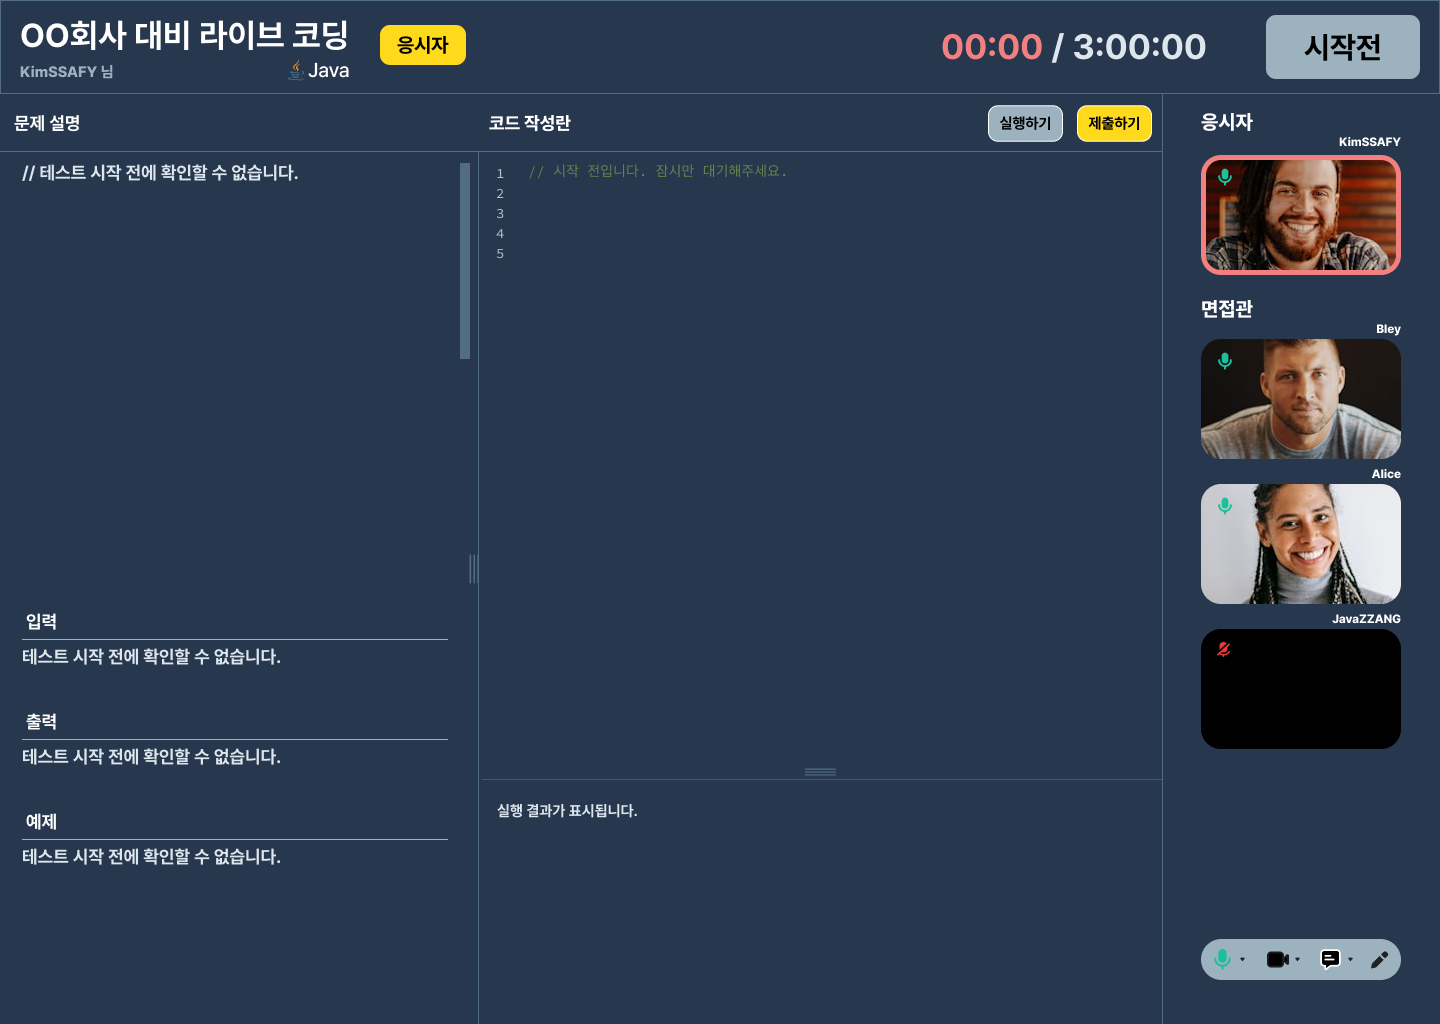 OO회사 대비 라이브 코딩
응시자
00:00 / 3:00:00
시작전
KimSSAFY 님
Java
문제 설명
코드 작성란
실행하기
제출하기
// 테스트 시작 전에 확인할 수 없습니다.
1
2
3
4
5
// 시작 전입니다. 잠시만 대기해주세요.
입력
테스트 시작 전에 확인할 수 없습니다.
출력
테스트 시작 전에 확인할 수 없습니다.
예제
테스트 시작 전에 확인할 수 없습니다.
실행 결과가 표시됩니다.
응시자
KimSSAFY
면접관
Bley
Alice
JavaZZANG